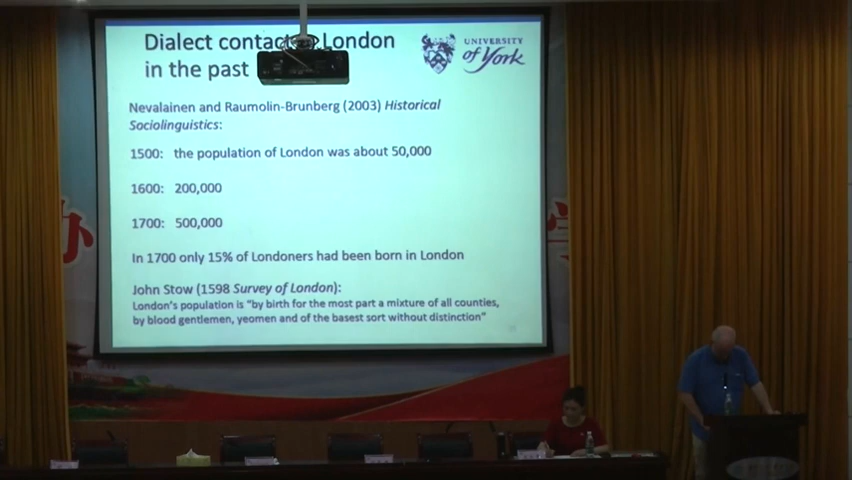 Dialect contact London
in the past
UNIVERSITY
of York
Nevalainen and Raumolin-Brunberg (2003) Historical
Sociolinguistics:
1500: the population of London was about 50,000
1600: 200,000
1700: 500,000
In 1700 only 15% of Londoners had been born in London
John Stow (1598 Survey of London):
London's population is "by birth for the most part a mixture of all counties,
by blood gentlemen, yeomen and of the basest sort without distinction"